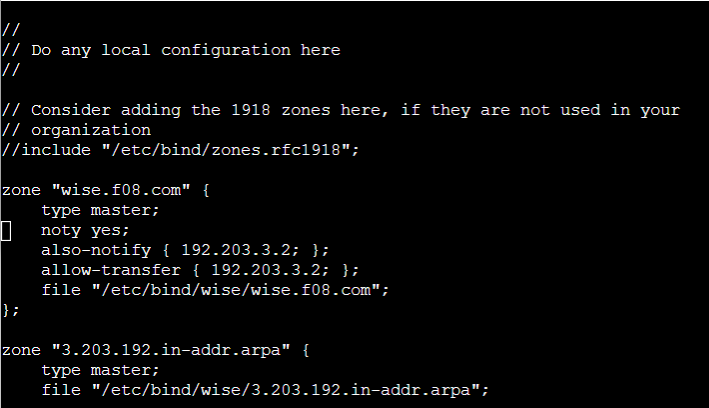 //
// Do any local configuration here
//
// Consider adding the 1918 zones here, if they are not used in your
// organization
//include "/etc/bind/zones.rfc1918";
zone "wise.f08.com" {
    type master;
    noty yes;
    also-notify { 192.203.3.2; };
    allow-transfer { 192.203.3.2; };
    file "/etc/bind/wise/wise.f08.com";
};
zone "3.203.192.in-addr.arpa" {
    type master;
    file "/etc/bind/wise/3.203.192.in-addr.arpa";